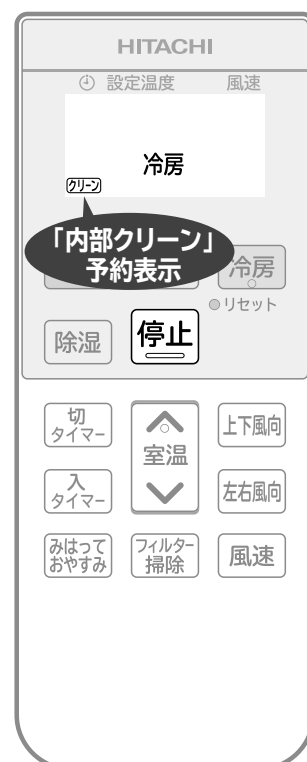 HITACHI
設定温度 風速
冷房
クリーン
「内部クリーン」
予約表示
冷房
リセット
除湿 停止
切
タイマー
室温
上下風向
入
タイマー
左右風向
みはって
おやすみ
フィルター
掃除
風速